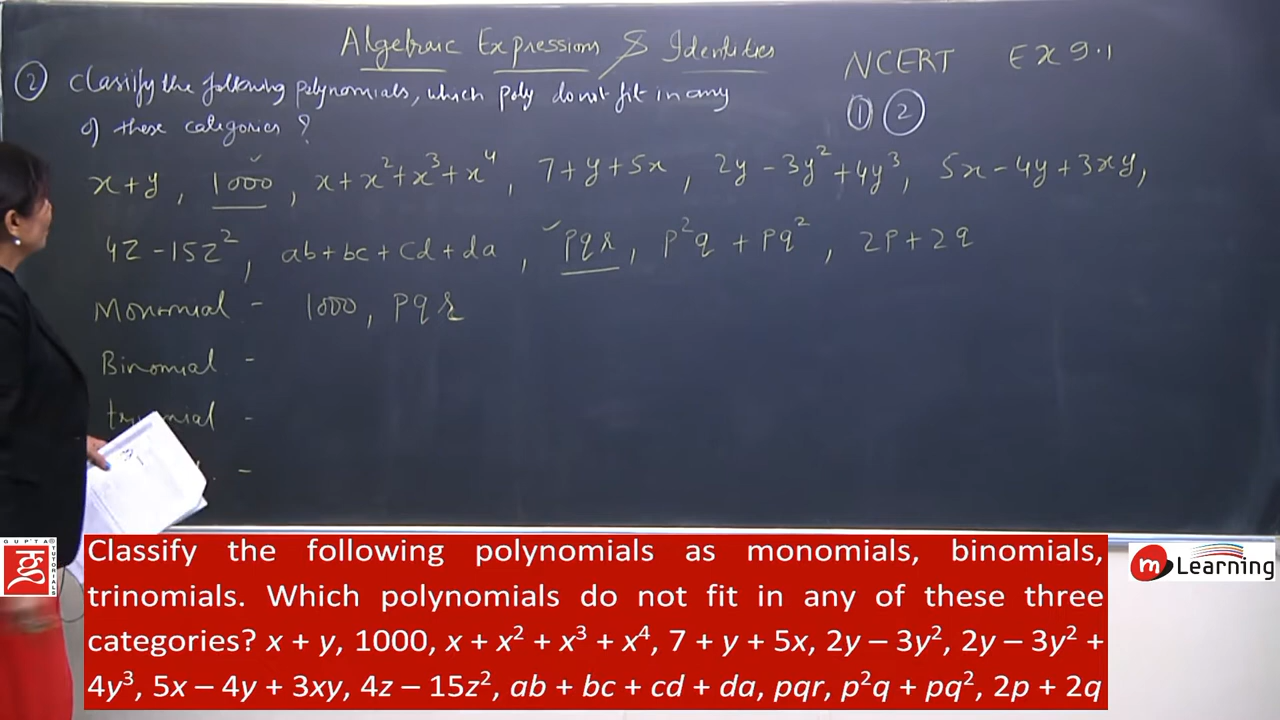 Algebraic Expressions & Identities
NCERT Ex 9.1
② Classify the following polynomials, which poly do not fit in any
① ②
of these categories ?
x + y , 1000 , x + x² + x³ + x⁴ , 7 + y + 5x , 2y - 3y² + 4y³, 5x - 4y + 3xy,
4z - 15z² , ab + bc + cd + da , pqr , p²q + pq² , 2p + 2q
Monomial - 1000 , pqr
Binomial -
-
-
GUPTA TUTORIALS
Classify the following polynomials as monomials, binomials,
trinomials. Which polynomials do not fit in any of these three
categories? x + y, 1000, x + x² + x³ + x⁴, 7 + y + 5x, 2y – 3y², 2y – 3y² +
4y³, 5x – 4y + 3xy, 4z – 15z², ab + bc + cd + da, pqr, p²q + pq², 2p + 2q
m Learning